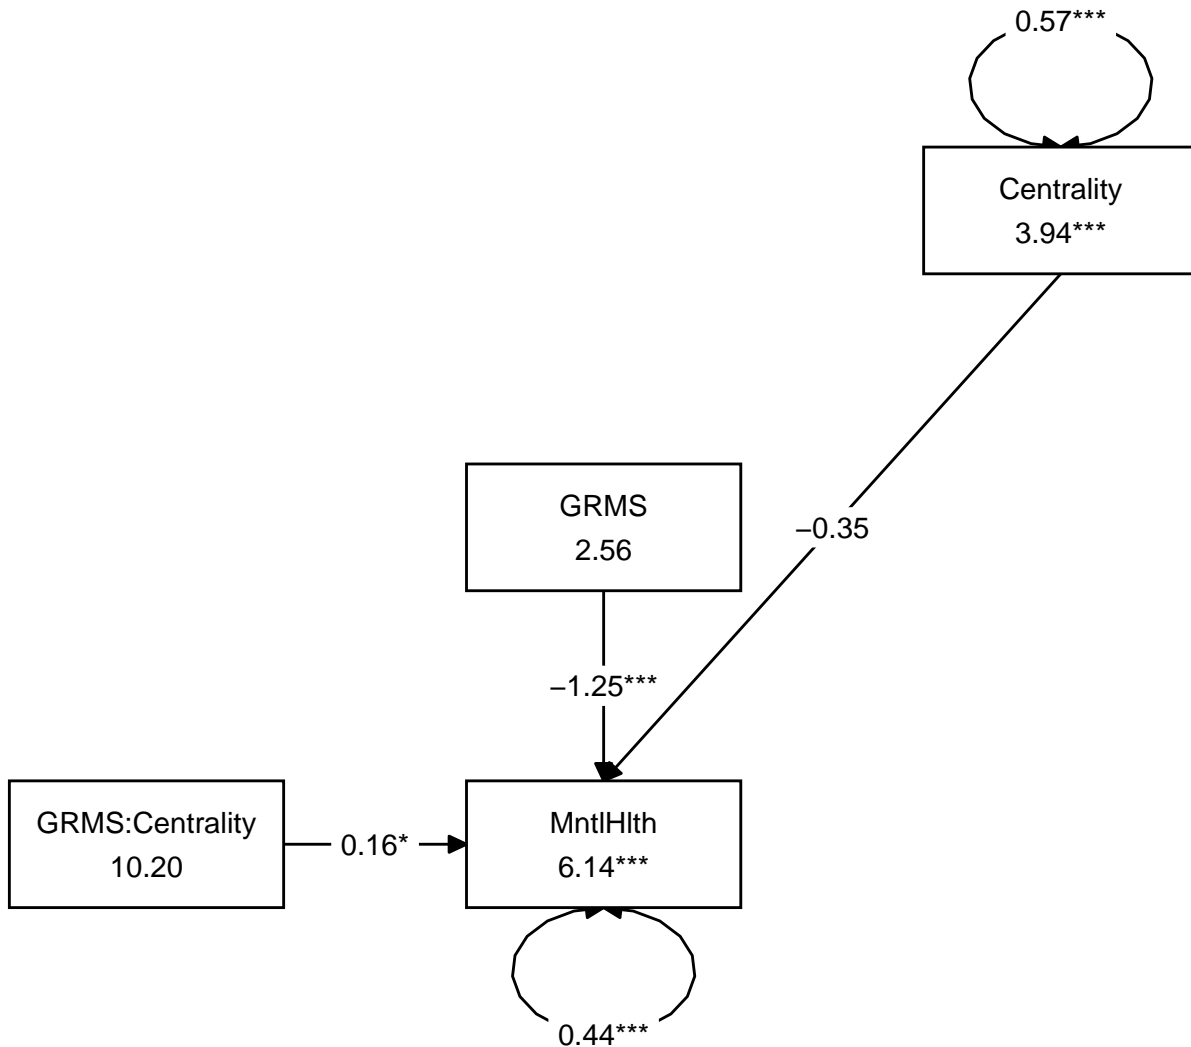 0.57***
Centrality
3.94***
GRMS
2.56
−0.35
−1.25***
GRMS:Centrality
10.20
0.16*
MntlHlth
6.14***
0.44***